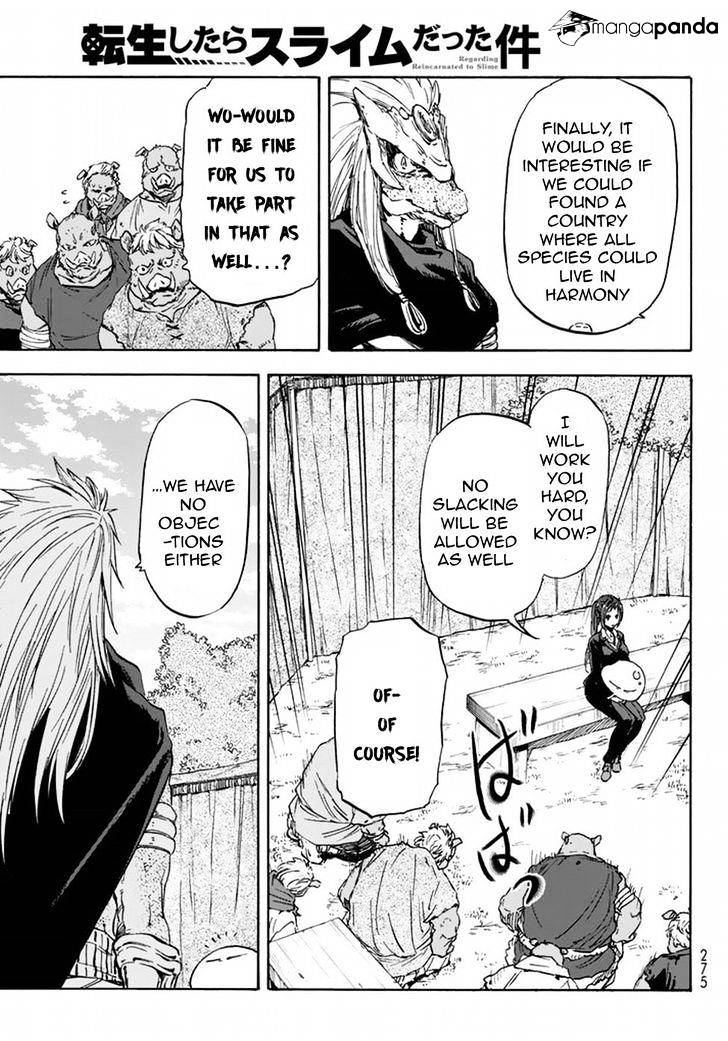 転生したらスライムだった件
Regarding
Reincarnated to Slime
mangapanda
FINALLY, IT
WOULD BE
INTERESTING IF
WE COULD
FOUND A
COUNTRY
WHERE ALL
SPECIES COULD
LIVE IN
HARMONY
WO-WOULD
IT BE FINE
FOR US TO
TAKE PART
IN THAT AS
WELL...?
I
WILL
WORK
YOU
HARD,
YOU
KNOW?
NO
SLACKING
WILL BE
ALLOWED
AS WELL
OF-
OF
COURSE!
ばばっ
...WE HAVE
NO
OBJEC
-TIONS
EITHER
275